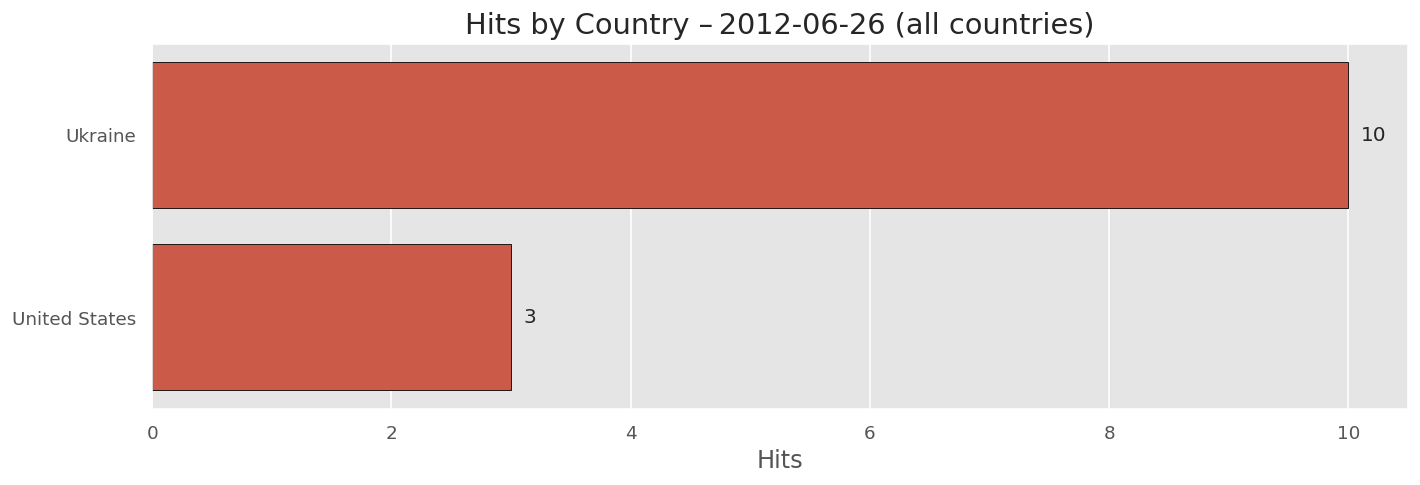 Hits by Country – 2012-06-26 (all countries)
Ukraine
10
United States
3
0 2 4 6 8 10
Hits